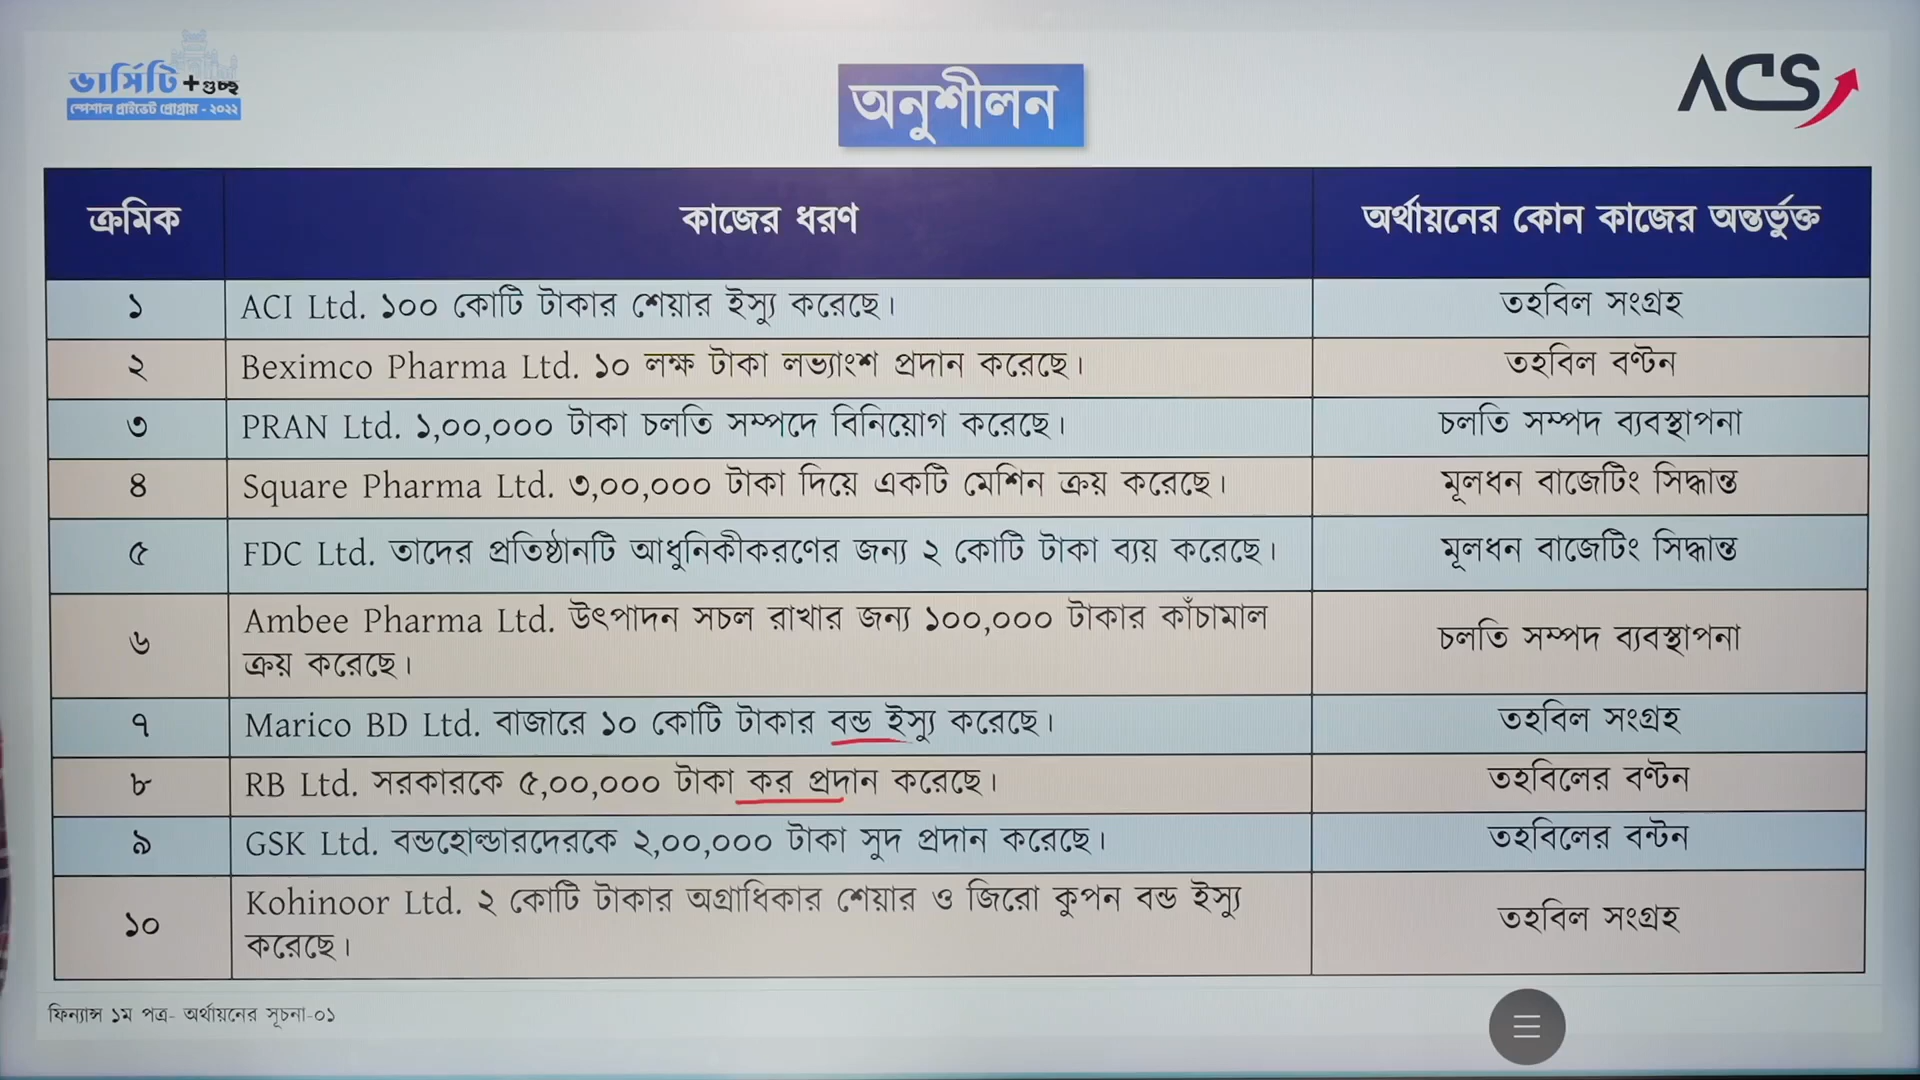 ভার্সিটি+গুচ্ছ
স্পেশাল প্রাইভেট প্রোগ্রাম - ২০২২
অনুশীলন
ACS
ক্রমিক কাজের ধরণ অর্থায়নের কোন কাজের অন্তর্ভুক্ত
১ ACI Ltd. ১০০ কোটি টাকার শেয়ার ইস্যু করেছে। তহবিল সংগ্রহ
২ Beximco Pharma Ltd. ১০ লক্ষ টাকা লভ্যাংশ প্রদান করেছে। তহবিল বণ্টন
৩ PRAN Ltd. ১,০০,০০০ টাকা চলতি সম্পদে বিনিয়োগ করেছে। চলতি সম্পদ ব্যবস্থাপনা
৪ Square Pharma Ltd. ৩,০০,০০০ টাকা দিয়ে একটি মেশিন ক্রয় করেছে। মূলধন বাজেটিং সিদ্ধান্ত
৫ FDC Ltd. তাদের প্রতিষ্ঠানটি আধুনিকীকরণের জন্য ২ কোটি টাকা ব্যয় করেছে। মূলধন বাজেটিং সিদ্ধান্ত
৬ Ambee Pharma Ltd. উৎপাদন সচল রাখার জন্য ১০০,০০০ টাকার কাঁচামাল
ক্রয় করেছে। চলতি সম্পদ ব্যবস্থাপনা
৭ Marico BD Ltd. বাজারে ১০ কোটি টাকার বন্ড ইস্যু করেছে। তহবিল সংগ্রহ
৮ RB Ltd. সরকারকে ৫,০০,০০০ টাকা কর প্রদান করেছে। তহবিলের বণ্টন
৯ GSK Ltd. বন্ডহোল্ডারদেরকে ২,০০,০০০ টাকা সুদ প্রদান করেছে। তহবিলের বন্টন
১০ Kohinoor Ltd. ২ কোটি টাকার অগ্রাধিকার শেয়ার ও জিরো কুপন বন্ড ইস্যু
করেছে। তহবিল সংগ্রহ
ফিন্যান্স ১ম পত্র- অর্থায়নের সূচনা-০১